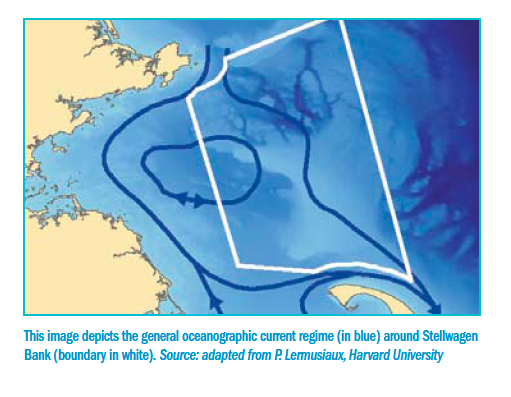 This image depicts the general oceanographic current regime (in blue) around Stellwagen
Bank (boundary in white). Source: adapted from P. Lermusiaux, Harvard University